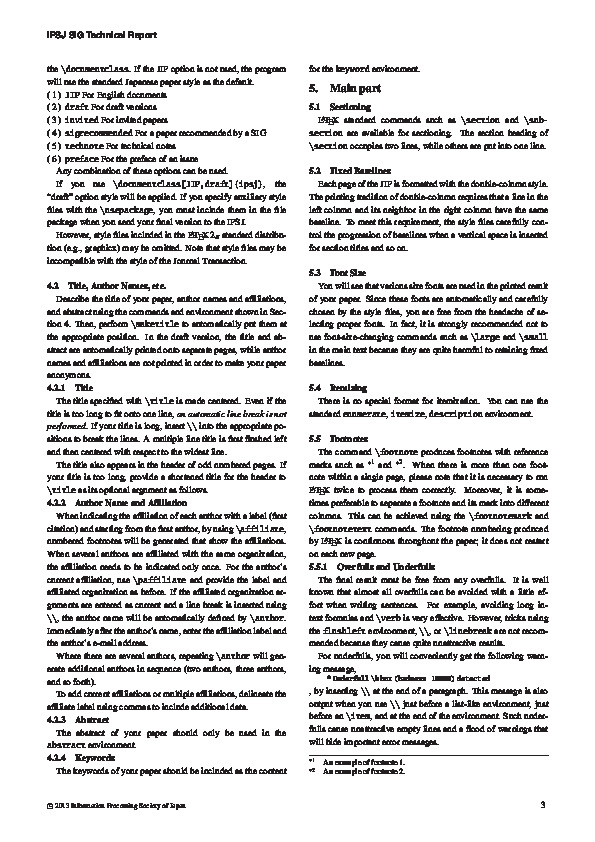 IPSJ SIG Technical Report
the \documentclass. If the JIP option is not used, the program
will use the standard Japanese paper style as the default.
( 1 ) JIP For English documents
( 2 ) draft For draft versions
( 3 ) invited For invited papers
( 4 ) sigrecommended For a paper recommended by a SIG
( 5 ) technote For technical notes
( 6 ) preface For the preface of an issue
Any combination of these options can be used.
If you use \documentclass[JIP,draft]{ipsj}, the
"draft" option style will be applied. If you specify auxiliary style
files with the \usepackage, you must include them in the file
package when you send your final version to the IPSJ.
However, style files included in the LATEX2ε standard distribu-
tion (e.g., graphicx) may be omitted. Note that style files may be
incompatible with the style of the Journal Transaction.
4.2 Title, Author Names, etc.
Describe the title of your paper, author names and affiliations,
and abstract using the commands and environment shown in Sec-
tion 4. Then, perform \maketitle to automatically put them at
the appropriate position. In the draft version, the title and ab-
stract are automatically printed onto separate pages, while author
names and affiliations are not printed in order to make your paper
anonymous.
4.2.1 Title
The title specified with \title is made centered. Even if the
title is too long to fit onto one line, an automatic line break is not
performed. If your title is long, insert \\ into the appropriate po-
sitions to break the lines. A multiple line title is first flushed left
and then centered with respect to the widest line.
The title also appears in the header of odd numbered pages. If
your title is too long, provide a shortened title for the header to
\title as its optional argument as follows.
4.2.2 Author Name and Affiliation
When indicating the affiliation of each author with a label (first
citation) and starting from the first author, by using \affiliate,
numbered footnotes will be generated that show the affiliations.
When several authors are affiliated with the same organization,
the affiliation needs to be indicated only once. For the author's
current affiliation, use \paffiliate and provide the label and
affiliated organization as before. If the affiliated organization ar-
guments are entered as current and a line break is inserted using
\\, the author name will be automatically defined by \author.
Immediately after the author's name, enter the affiliation label and
the author's e-mail address.
Where there are several authors, repeating \author will gen-
erate additional authors in sequence (two authors, three authors,
and so forth).
To add current affiliations or multiple affiliations, delineate the
affiliate label using commas to include additional data.
4.2.3 Abstract
The abstract of your paper should only be used in the
abstract environment.
4.2.4 Keywords
The keywords of your paper should be included as the content
for the keyword environment.
5. Main part
5.1 Sectioning
LATEX standard commands such as \section and \sub-
section are available for sectioning. The section heading of
\section occupies two lines, while others are put into one line.
5.2 Fixed Baselines
Each page of the JIP is formatted with the double-column style.
The printing tradition of double-column requires that a line in the
left column and its neighbor in the right column have the same
baseline. To meet this requirement, the style files carefully con-
trol the progression of baselines when a vertical space is inserted
for section titles and so on.
5.3 Font Size
You will see that various size fonts are used in the printed result
of your paper. Since these fonts are automatically and carefully
chosen by the style files, you are free from the headache of se-
lecting proper fonts. In fact, it is strongly recommended not to
use font-size-changing commands such as \large and \small
in the main text because they are quite harmful to retaining fixed
baselines.
5.4 Itemizing
There is no special format for itemization. You can use the
standard enumerate, itemize, description environment.
5.5 Footnotes
The command \footnote produces footnotes with reference
marks such as *1 and *2. When there is more than one foot-
note within a single page, please note that it is necessary to run
LATEX twice to process them correctly. Moreover, it is some-
times preferable to separate a footnote and its mark into different
columns. This can be achieved using the \footnotemark and
\footnotetext commands. The footnote numbering produced
by LATEX is continuous throughout the paper; it does not restart
on each new page.
5.5.1 Overfulls and Underfulls
The final result must be free from any overfulls. It is well
known that almost all overfulls can be avoided with a little ef-
fort when writing sentences. For example, avoiding long in-
text formulas and \verb is very effective. However, tricks using
the flushleft environment, \\, or \linebreak are not recom-
mended because they cause quite unattractive results.
For underfulls, you will conveniently get the following warn-
ing message,
* Underfull \hbox (badness 10000) detected
, by inserting \\ at the end of a paragraph. This message is also
output when you use \\ just before a list-like environment, just
before an \item, and at the end of the environment. Such under-
fulls cause unattractive empty lines and a flood of warnings that
will hide important error messages.
*1 An example of footnote 1.
*2 An example of footnote 2.
© 2013 Information Processing Society of Japan
3